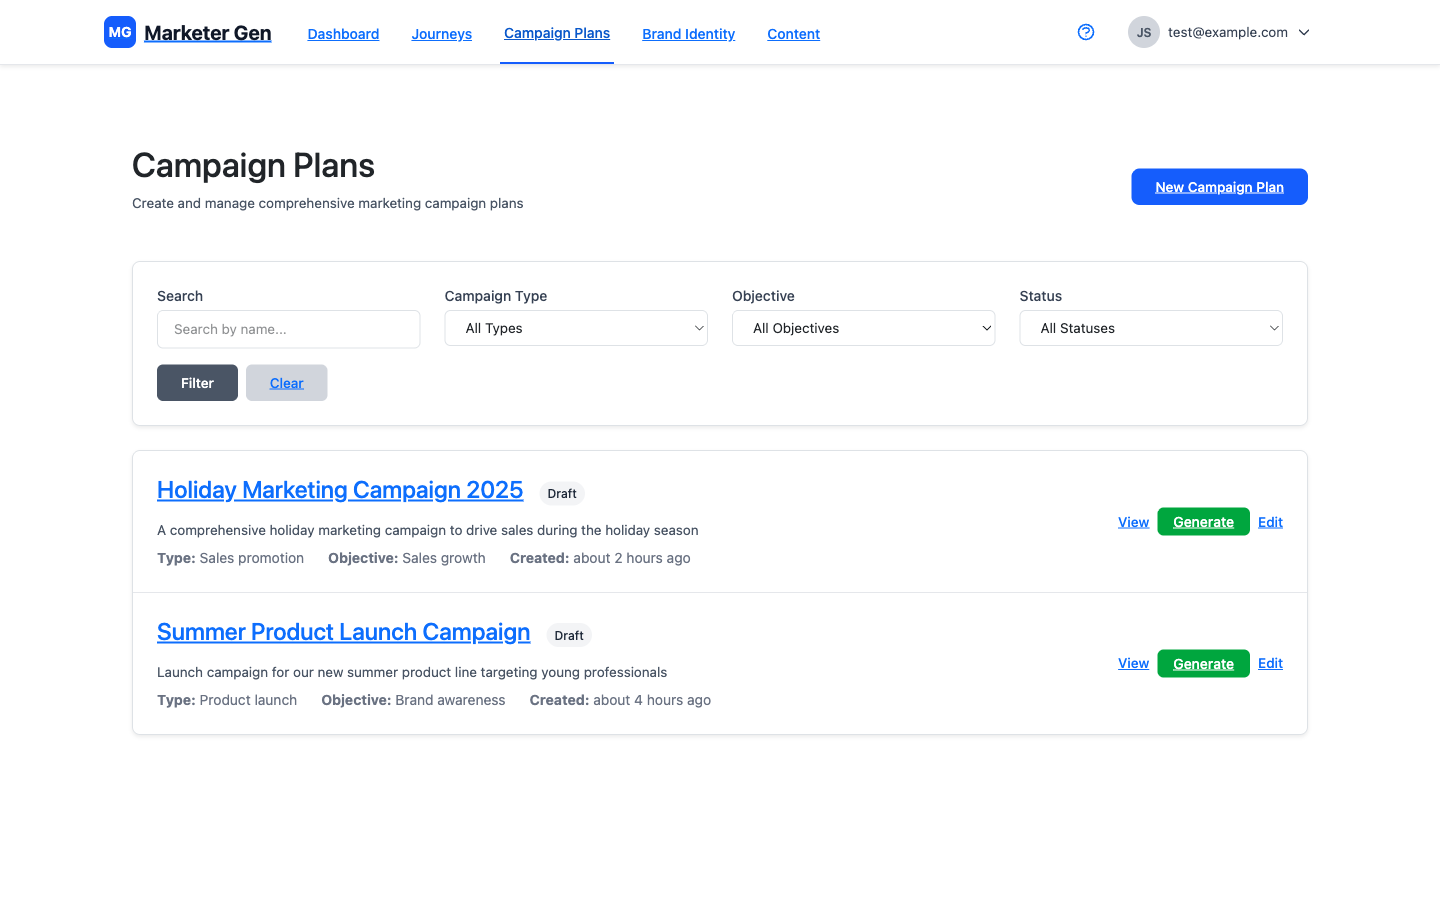 MG Marketer Gen Dashboard Journeys Campaign Plans Brand Identity Content JS test@example.com
Campaign Plans
Create and manage comprehensive marketing campaign plans
New Campaign Plan
Search Campaign Type Objective Status
Search by name... All Types All Objectives All Statuses
Filter Clear
Holiday Marketing Campaign 2025 Draft
A comprehensive holiday marketing campaign to drive sales during the holiday season
Type: Sales promotion Objective: Sales growth Created: about 2 hours ago
View Generate Edit
Summer Product Launch Campaign Draft
Launch campaign for our new summer product line targeting young professionals
Type: Product launch Objective: Brand awareness Created: about 4 hours ago
View Generate Edit